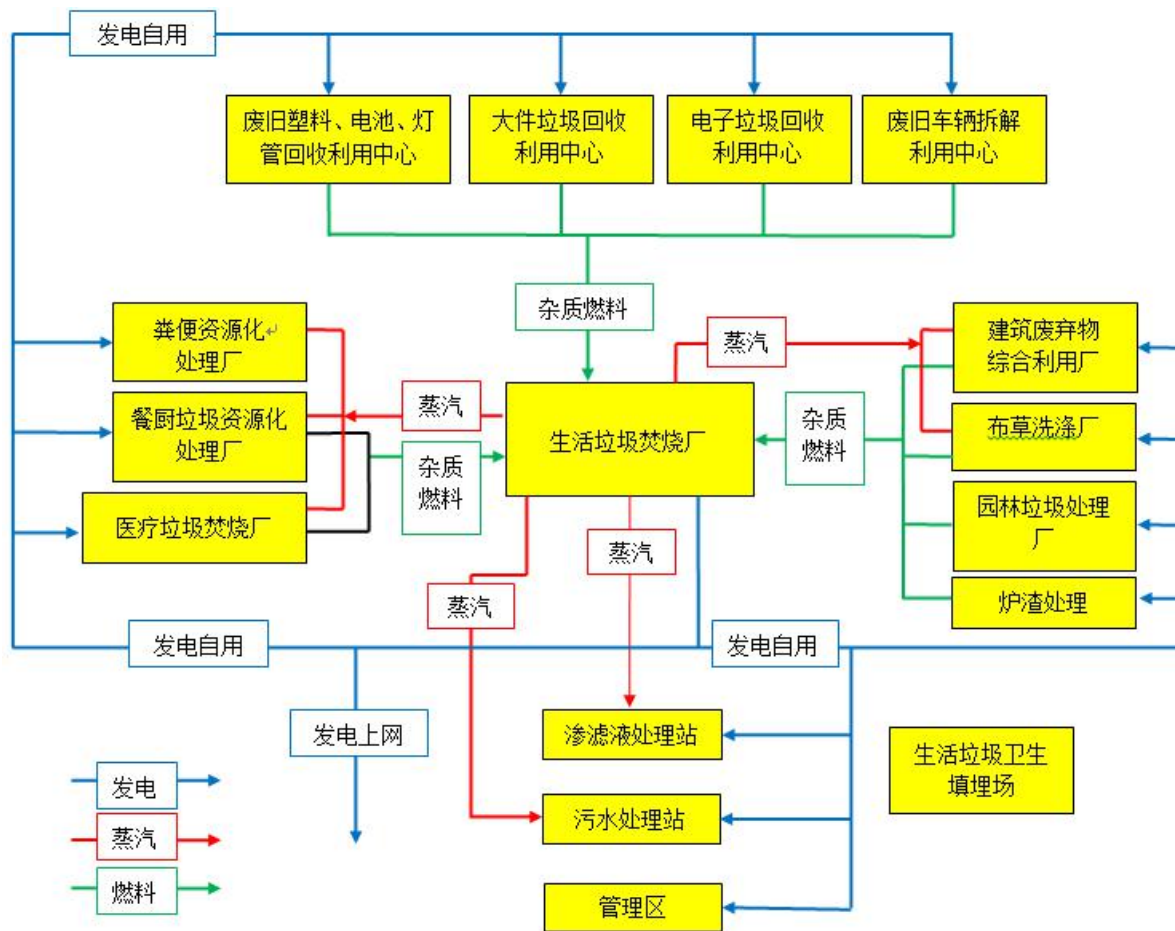 发电自用
废旧塑料、电池、灯
管回收利用中心
大件垃圾回收
利用中心
电子垃圾回收
利用中心
废旧车辆拆解
利用中心
杂质燃料
粪便资源化↵
处理厂
蒸汽
建筑废弃物
综合利用厂
餐厨垃圾资源化
处理厂
蒸汽
杂质
燃料
生活垃圾焚烧厂
杂质
燃料
布草洗涤厂
医疗垃圾焚烧厂
园林垃圾处理
厂
蒸汽
蒸汽
炉渣处理
发电自用
发电自用
发电上网
渗滤液处理站
生活垃圾卫生
填埋场
发电
蒸汽
燃料
污水处理站
管理区